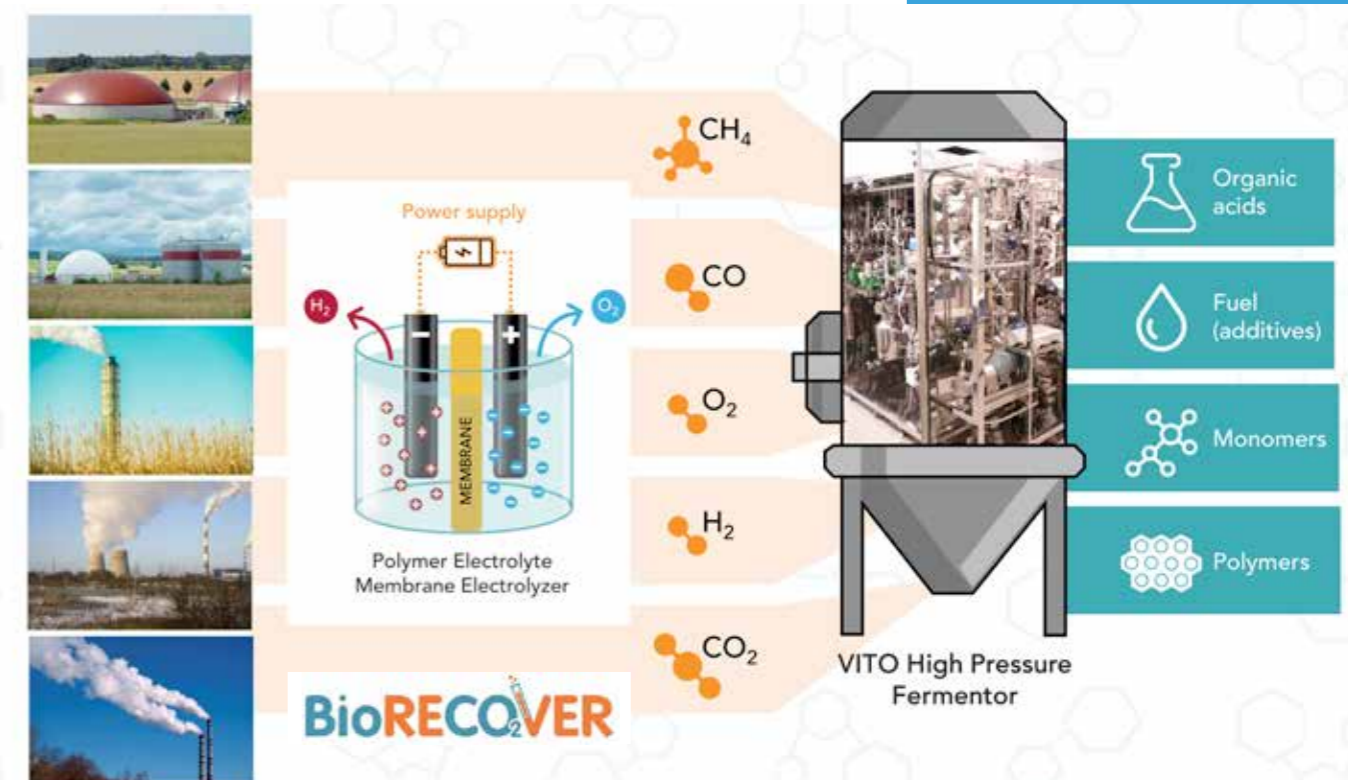 Power supply
H₂
O₂
−
+
MEMBRANE
Polymer Electrolyte
Membrane Electrolyzer
BioRECO₂VER
CH₄
CO
O₂
H₂
CO₂
VITO High Pressure
Fermentor
Organic
acids
Fuel
(additives)
Monomers
Polymers